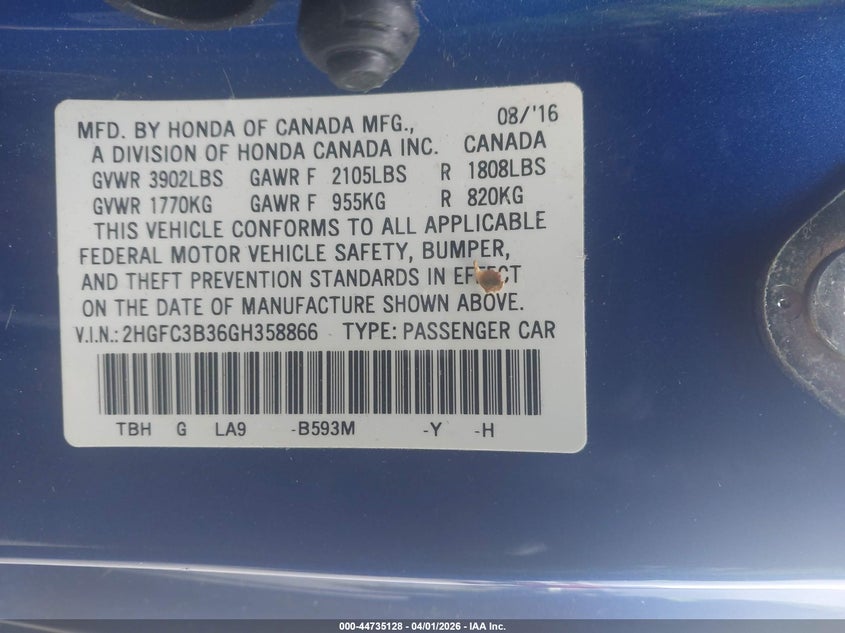 MFD. BY HONDA OF CANADA MFG., 08/'16
A DIVISION OF HONDA CANADA INC. CANADA
GVWR 3902LBS GAWR F 2105LBS R 1808LBS
GVWR 1770KG GAWR F 955KG R 820KG
THIS VEHICLE CONFORMS TO ALL APPLICABLE
FEDERAL MOTOR VEHICLE SAFETY, BUMPER,
AND THEFT PREVENTION STANDARDS IN EFFECT
ON THE DATE OF MANUFACTURE SHOWN ABOVE.
V.I.N.: 2HGFC3B36GH358866 TYPE: PASSENGER CAR
TBH G LA9 -B593M -Y -H
000-44735128 - 04/01/2026 - IAA Inc.